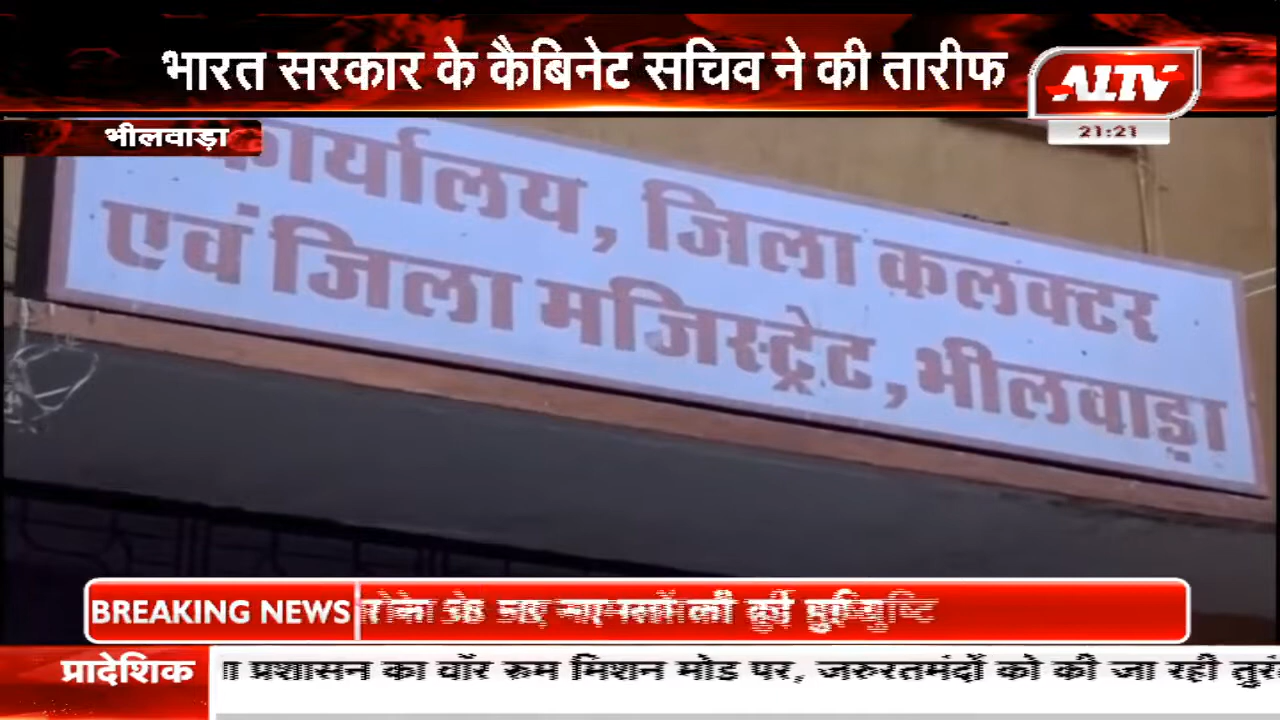 भारत सरकार के कैबिनेट सचिव ने की तारीफ
ALTV
21:21
भीलवाड़ा
कार्यालय, जिला कलक्टर
एवं जिला मजिस्ट्रेट, भीलवाड़ा
BREAKING NEWS
की हुई पुष्टि
प्रादेशिक
प्रशासन का वॉर रूम मिशन मोड पर, जरुरतमंदों को की जा रही